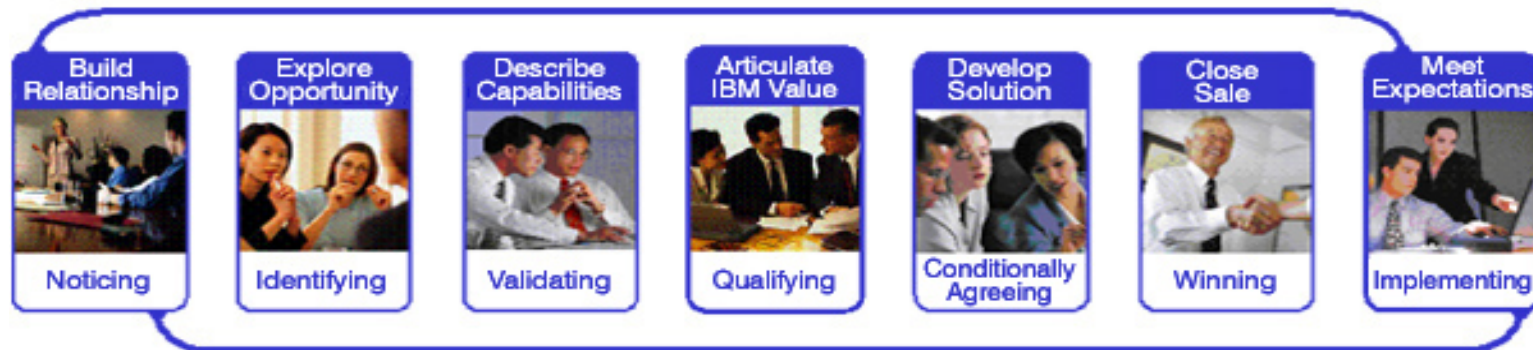 Build
Relationship
Noticing
Explore
Opportunity
Identifying
Describe
Capabilities
Validating
Articulate
IBM Value
Qualifying
Develop
Solution
Conditionally
Agreeing
Close
Sale
Winning
Meet
Expectations
Implementing